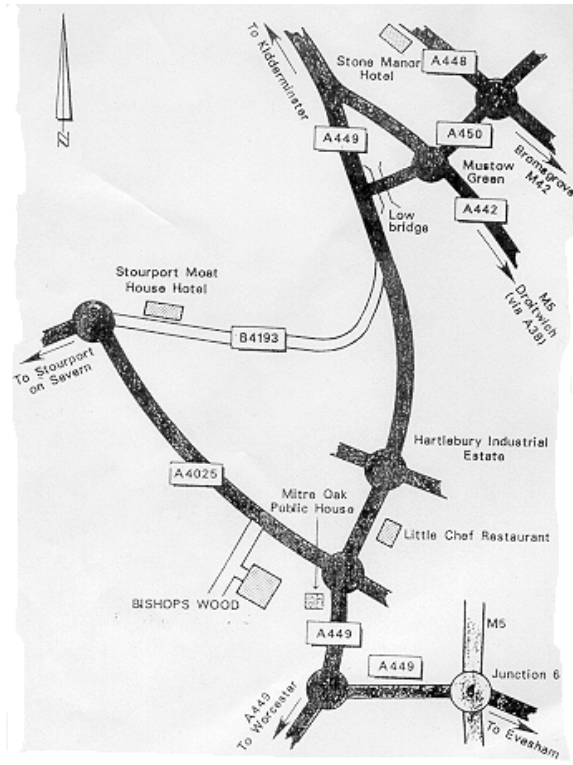 To Kidderminster
Stone Manor
Hotel
A448
A449
A450
Bromsgrove
M42
Mustow
Green
A442
Low
bridge
M5
Droitwich
(via A38)
N
Stourport Moat
House Hotel
B4193
To Stourport
on Severn
Hartlebury Industrial
Estate
A4025
Mitre Oak
Public House
Little Chef Restaurant
BISHOPS WOOD
A449
M5
A449
Junction 6
A449
To Worcester
To Evesham